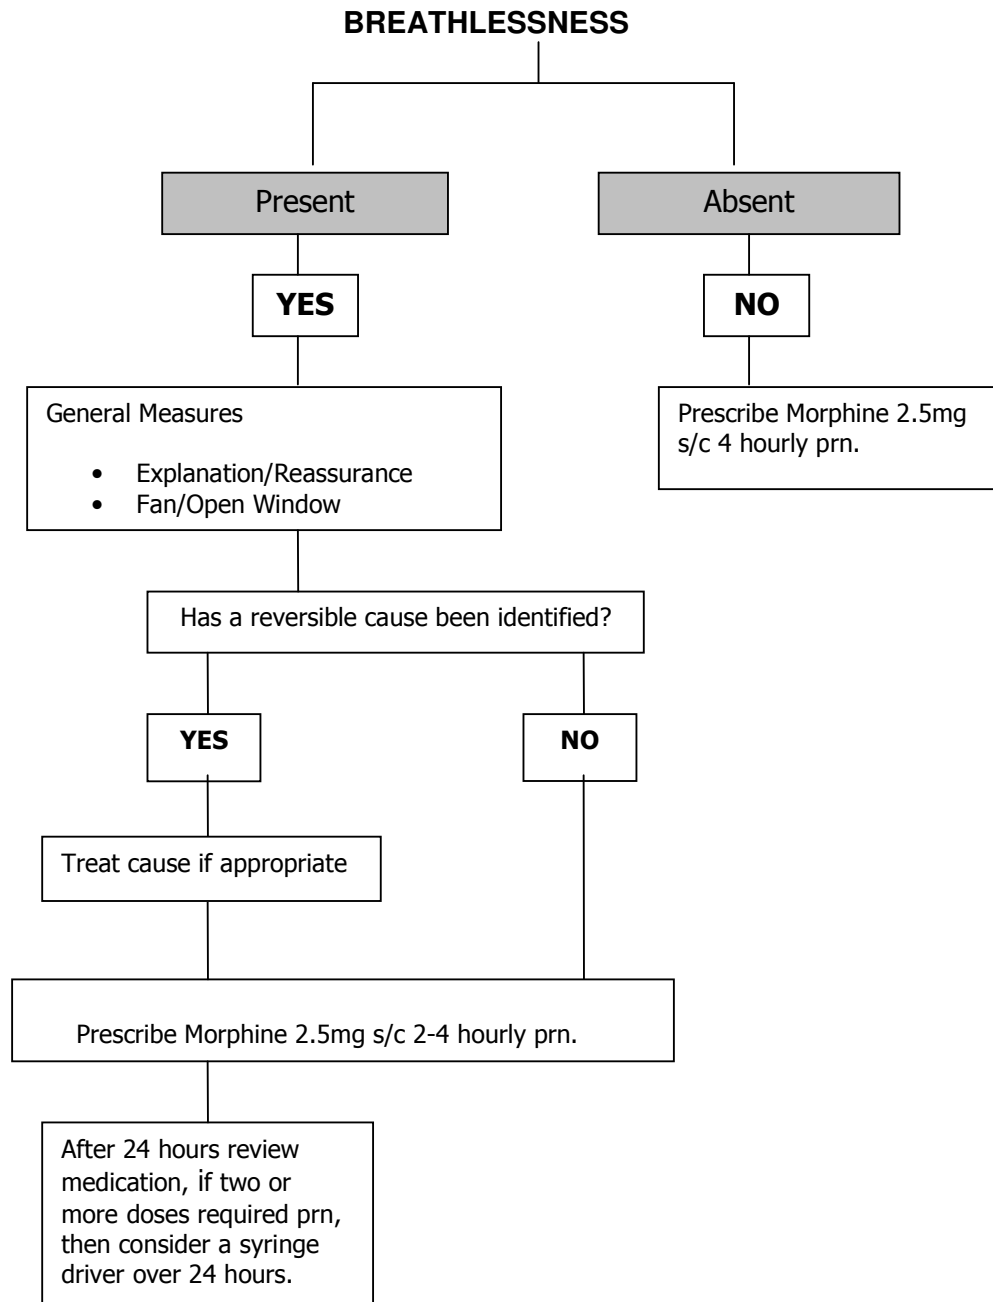 BREATHLESSNESS
Present
Absent
YES
NO
General Measures
• Explanation/Reassurance
• Fan/Open Window
Prescribe Morphine 2.5mg
s/c 4 hourly prn.
Has a reversible cause been identified?
YES
NO
Treat cause if appropriate
Prescribe Morphine 2.5mg s/c 2-4 hourly prn.
After 24 hours review
medication, if two or
more doses required prn,
then consider a syringe
driver over 24 hours.